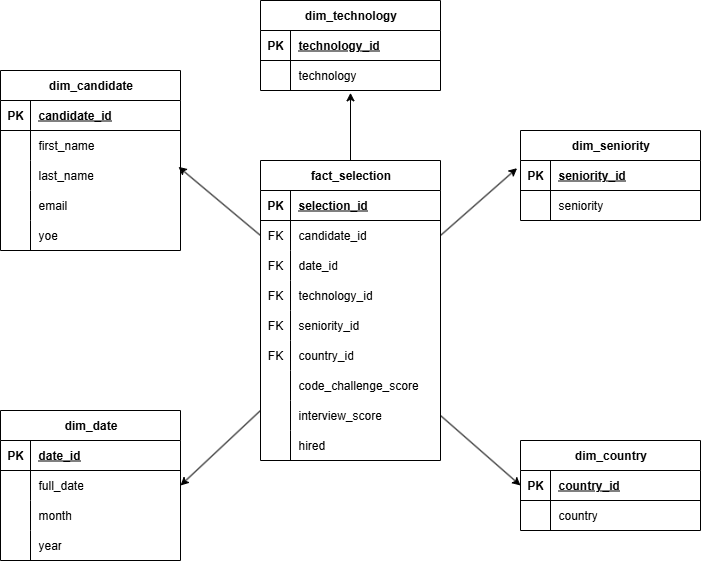 dim_technology
PK technology_id
technology
dim_candidate
PK candidate_id
first_name
last_name
email
yoe
fact_selection
PK selection_id
FK candidate_id
FK date_id
FK technology_id
FK seniority_id
FK country_id
code_challenge_score
interview_score
hired
dim_seniority
PK seniority_id
seniority
dim_date
PK date_id
full_date
month
year
dim_country
PK country_id
country